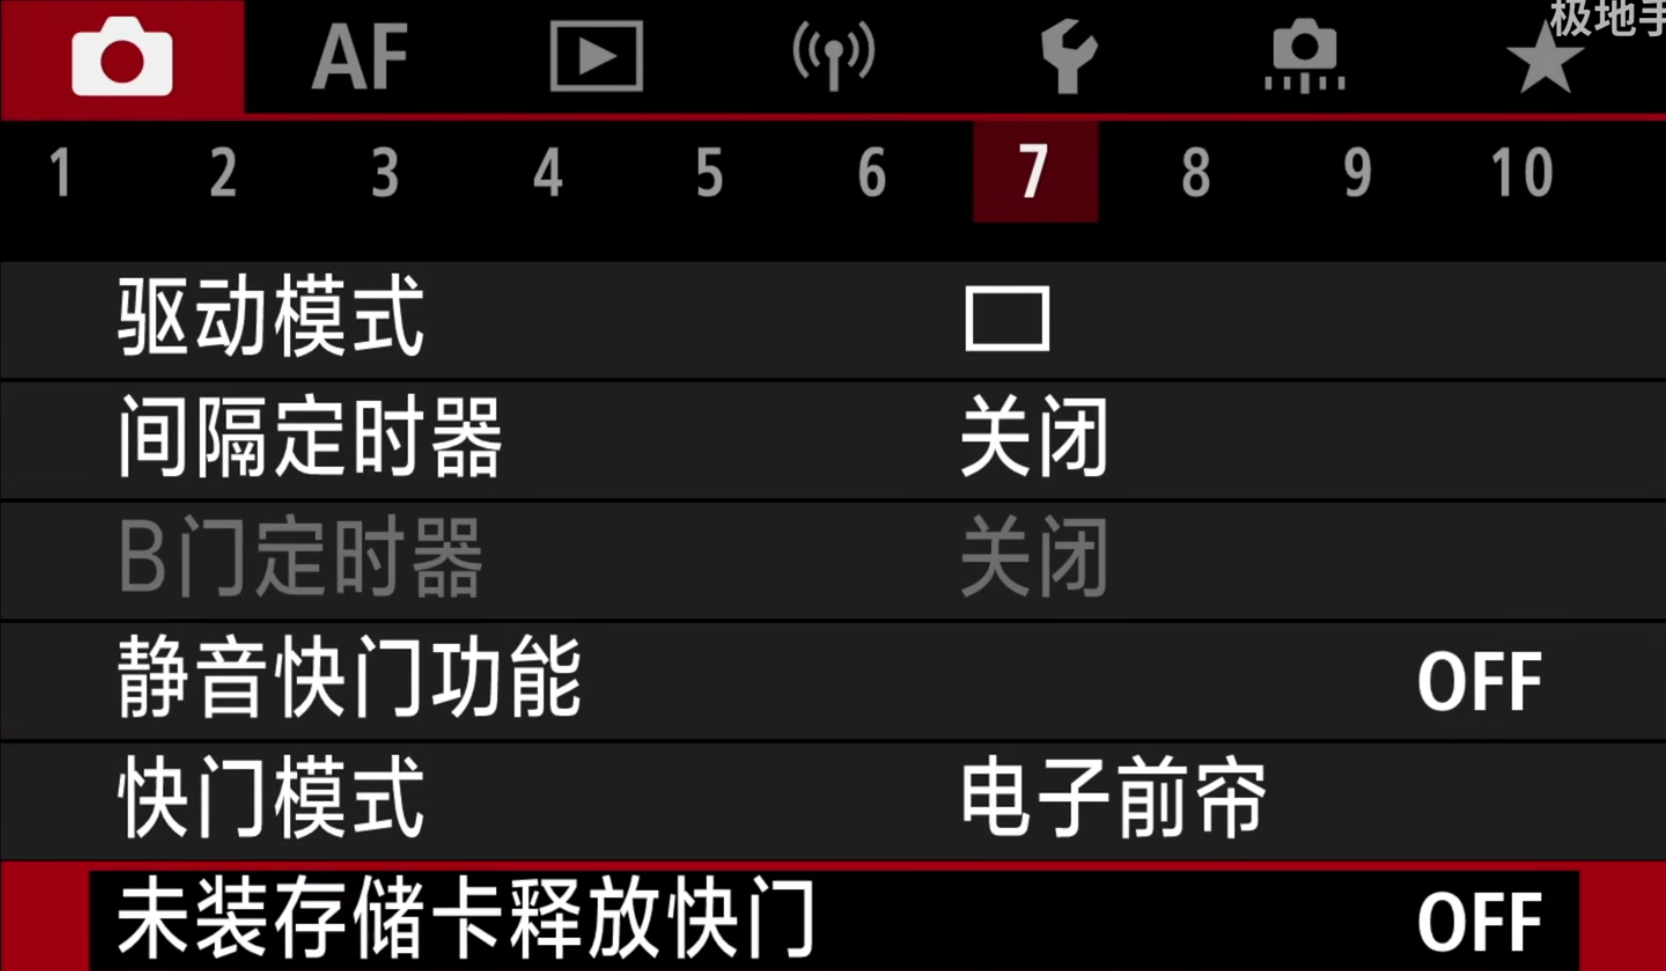 极地手
AF
1 2 3 4 5 6 7 8 9 10
驱动模式
间隔定时器 关闭
B门定时器 关闭
静音快门功能 OFF
快门模式 电子前帘
未装存储卡释放快门 OFF